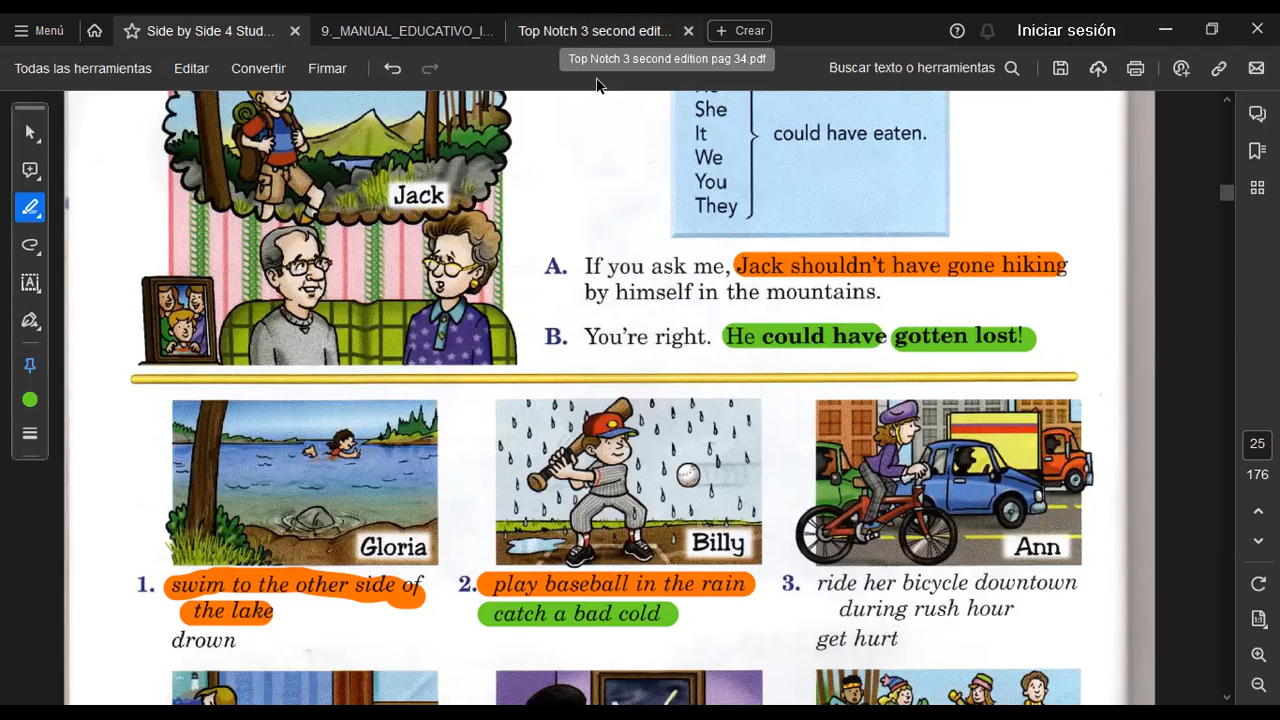 Menú
Side by Side 4 Stud...
9._MANUAL_EDUCATIVO_I...
Top Notch 3 second edit...
Crear
Iniciar sesión
Todas las herramientas
Editar
Convertir
Firmar
Top Notch 3 second edition pag 34.pdf
Buscar texto o herramientas
She
It
We
You
They
could have eaten.
Jack
A. If you ask me, Jack shouldn't have gone hiking
by himself in the mountains.
B. You're right. He could have gotten lost!
Gloria
Billy
Ann
1. swim to the other side of
the lake
drown
2. play baseball in the rain
catch a bad cold
3. ride her bicycle downtown
during rush hour
get hurt
25
176